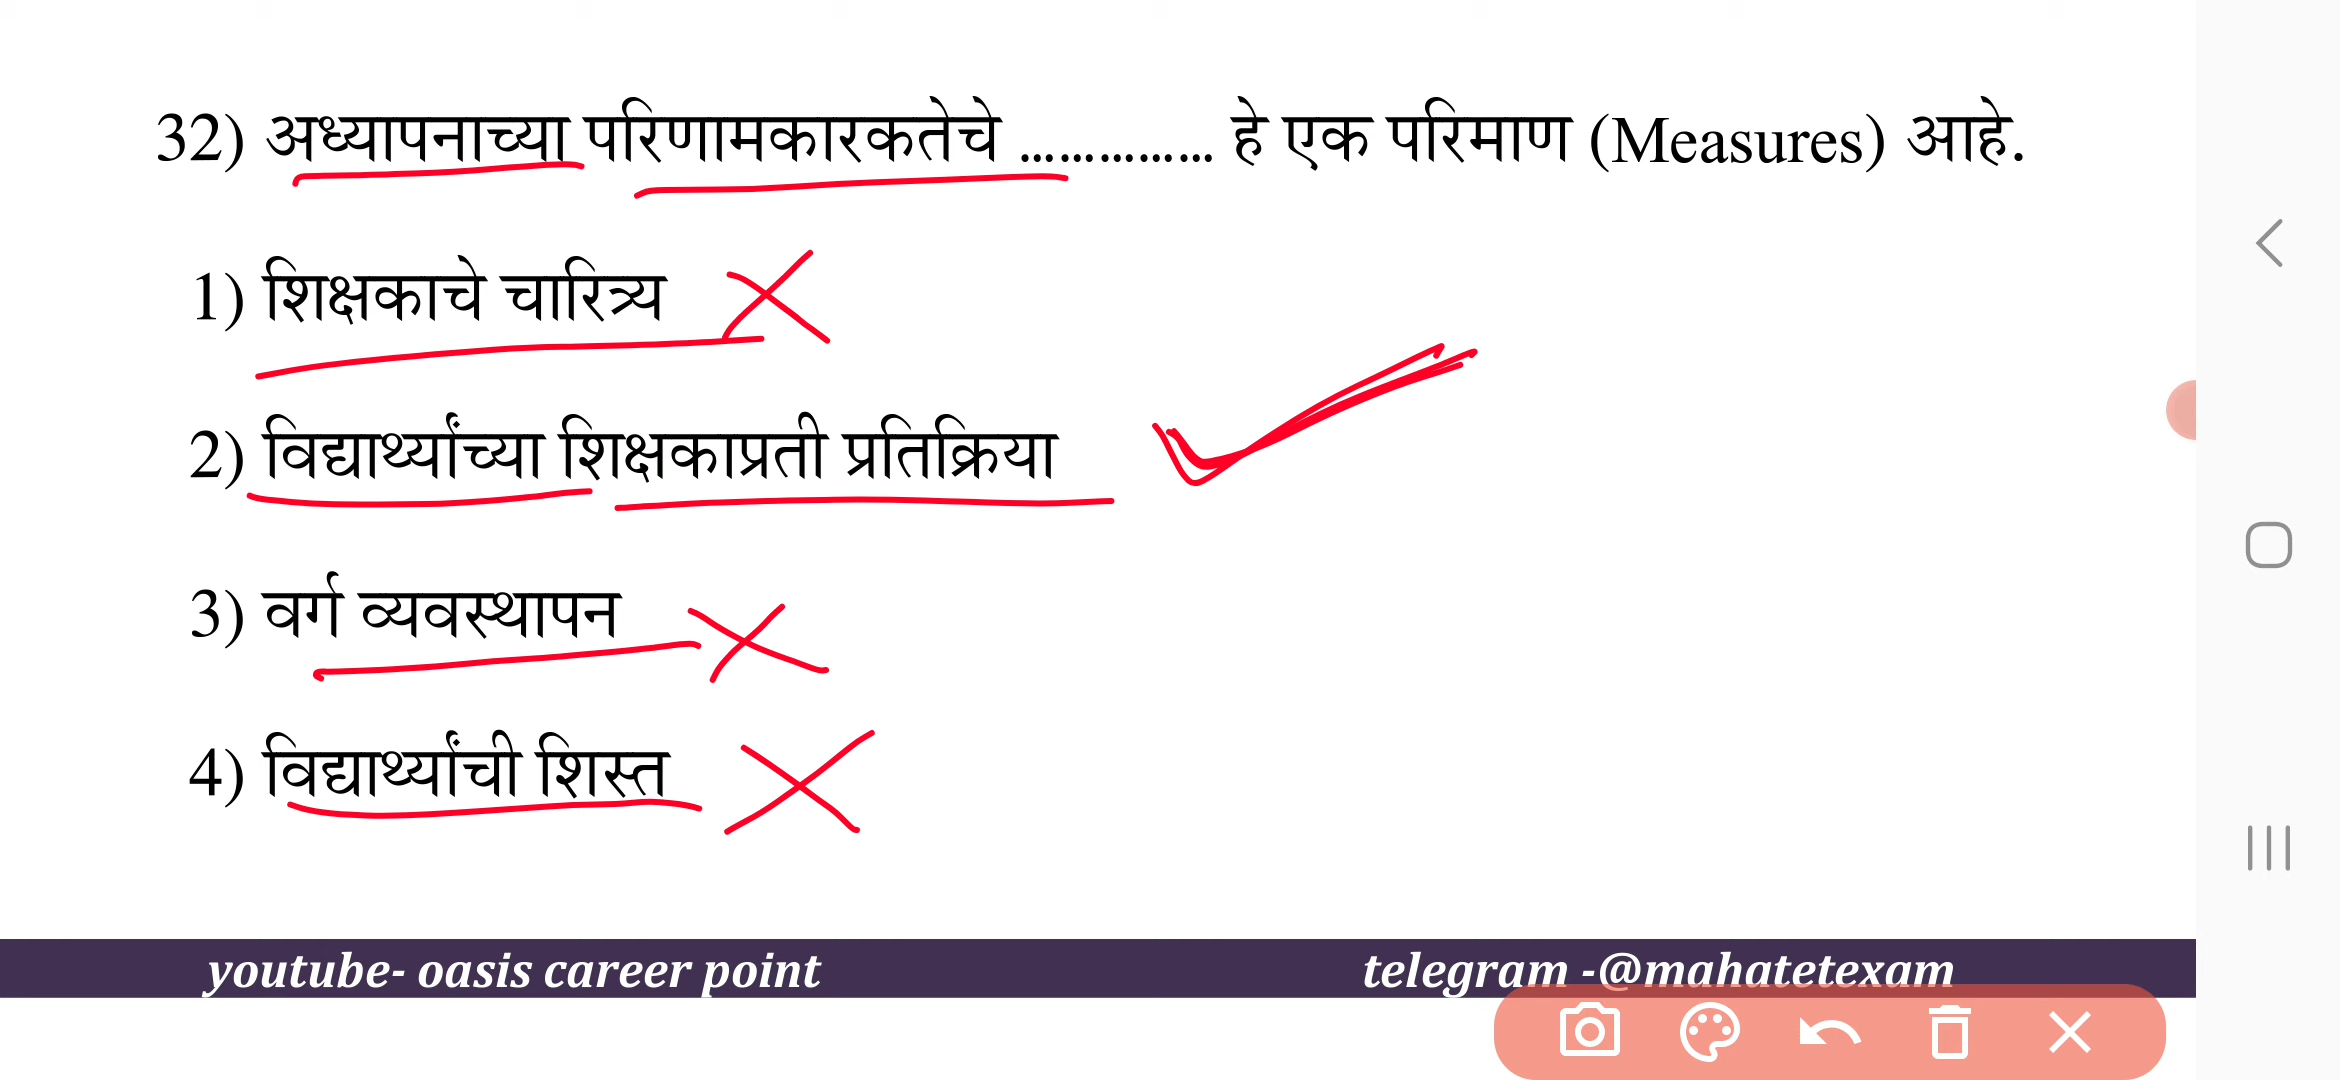 32) अध्यापनाच्या परिणामकारकतेचे ............... हे एक परिमाण (Measures) आहे.
1) शिक्षकाचे चारित्र्य
2) विद्यार्थ्यांच्या शिक्षकाप्रती प्रतिक्रिया
3) वर्ग व्यवस्थापन
4) विद्यार्थ्यांची शिस्त
youtube- oasis career point
telegram -@mahatetexam